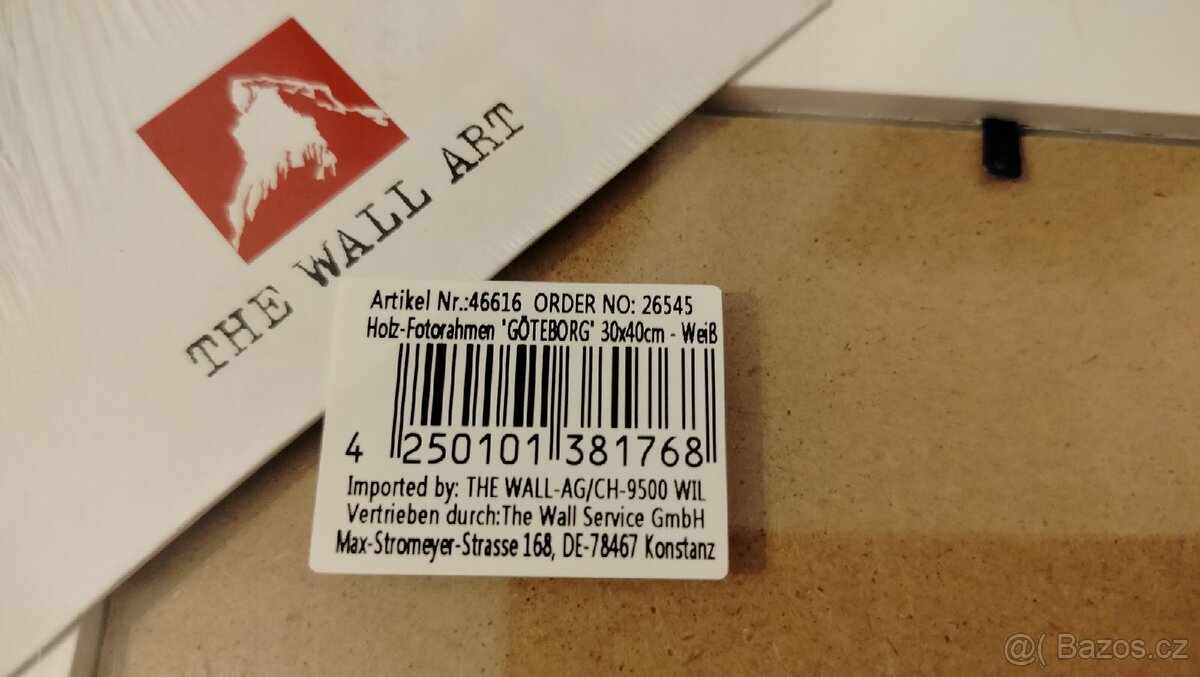 THE WALL ART
Artikel Nr.:46616 ORDER NO: 26545
Holz-Fotorahmen "GÖTEBORG" 30x40cm - Weiß
4 250101 381768
Imported by: THE WALL-AG/CH-9500 WIL
Vertrieben durch:The Wall Service GmbH
Max-Stromeyer-Strasse 168, DE-78467 Konstanz
@( Bazos.cz